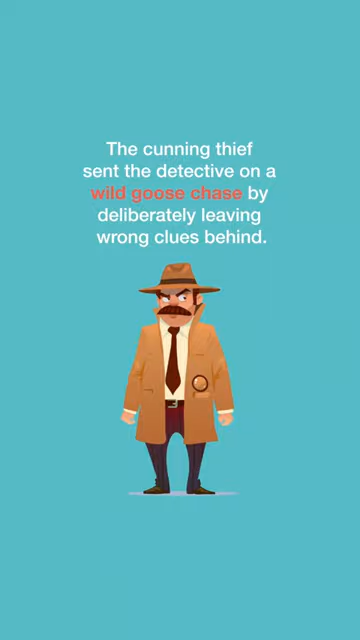 The cunning thief
sent the detective on a
wild goose chase by
deliberately leaving
wrong clues behind.